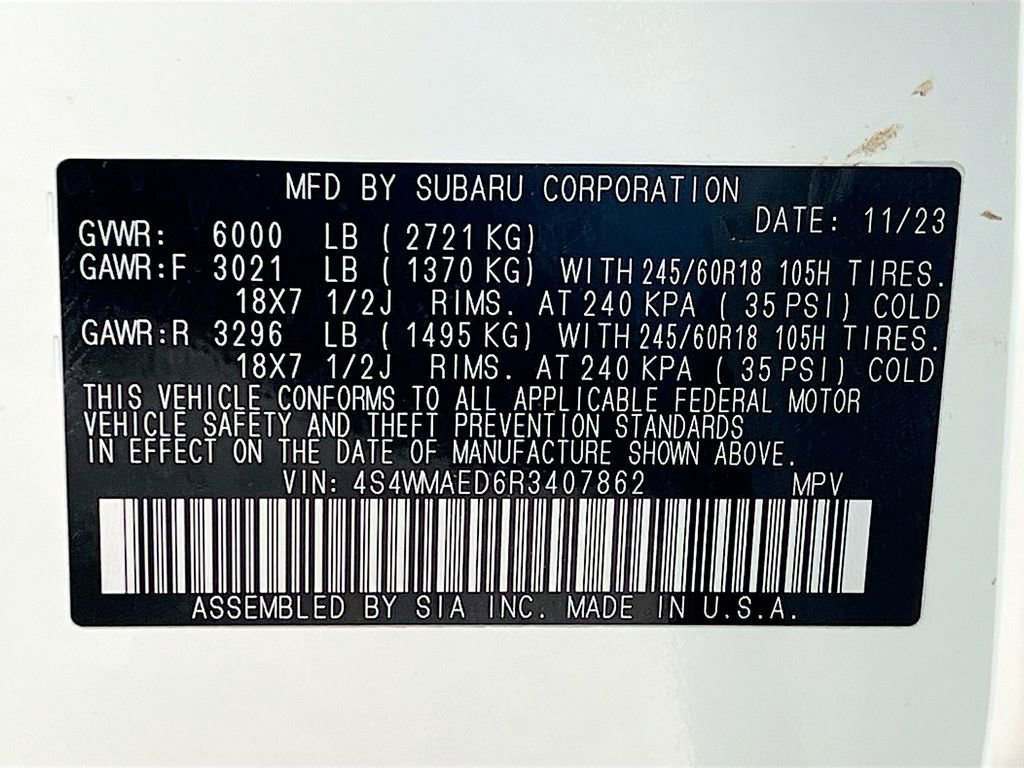 MFD BY SUBARU CORPORATION
DATE: 11/23
GVWR: 6000 LB ( 2721 KG)
GAWR:F 3021 LB ( 1370 KG) WITH 245/60R18 105H TIRES.
18X7 1/2J RIMS. AT 240 KPA ( 35 PSI) COLD
GAWR:R 3296 LB ( 1495 KG) WITH 245/60R18 105H TIRES.
18X7 1/2J RIMS. AT 240 KPA ( 35 PSI) COLD
THIS VEHICLE CONFORMS TO ALL APPLICABLE FEDERAL MOTOR
VEHICLE SAFETY AND THEFT PREVENTION STANDARDS
IN EFFECT ON THE DATE OF MANUFACTURE SHOWN ABOVE.
VIN: 4S4WMAED6R3407862 MPV
ASSEMBLED BY SIA INC. MADE IN U.S.A.